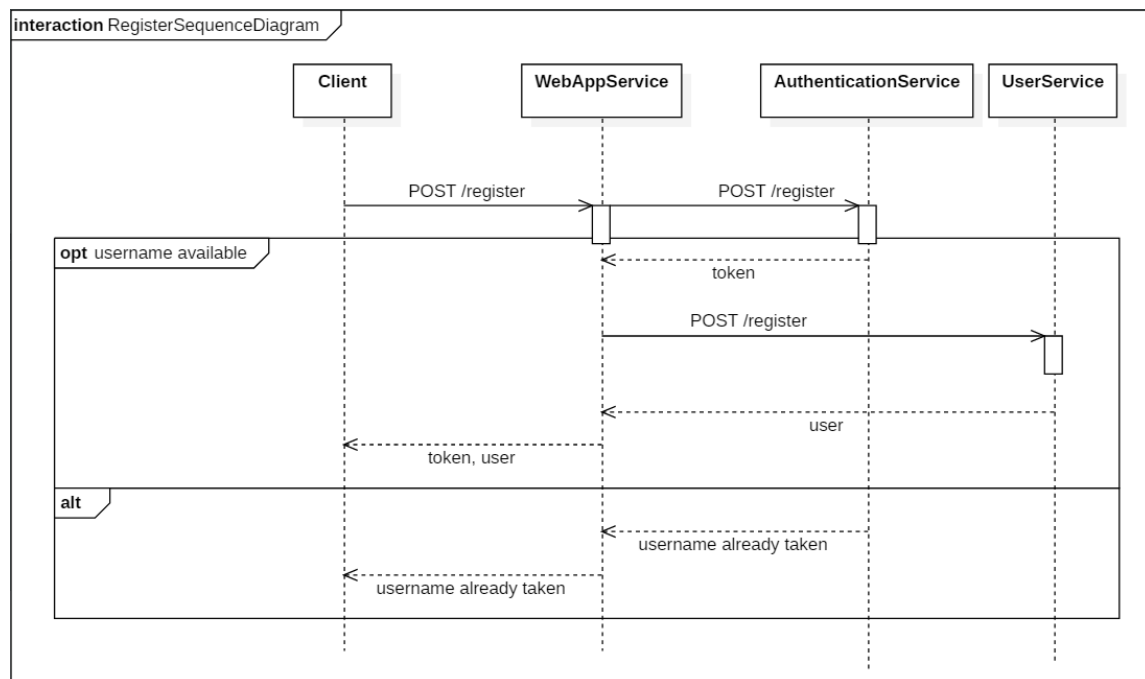 interaction RegisterSequenceDiagram
Client
WebAppService
AuthenticationService
UserService
POST /register
POST /register
opt username available
token
POST /register
user
token, user
alt
username already taken
username already taken